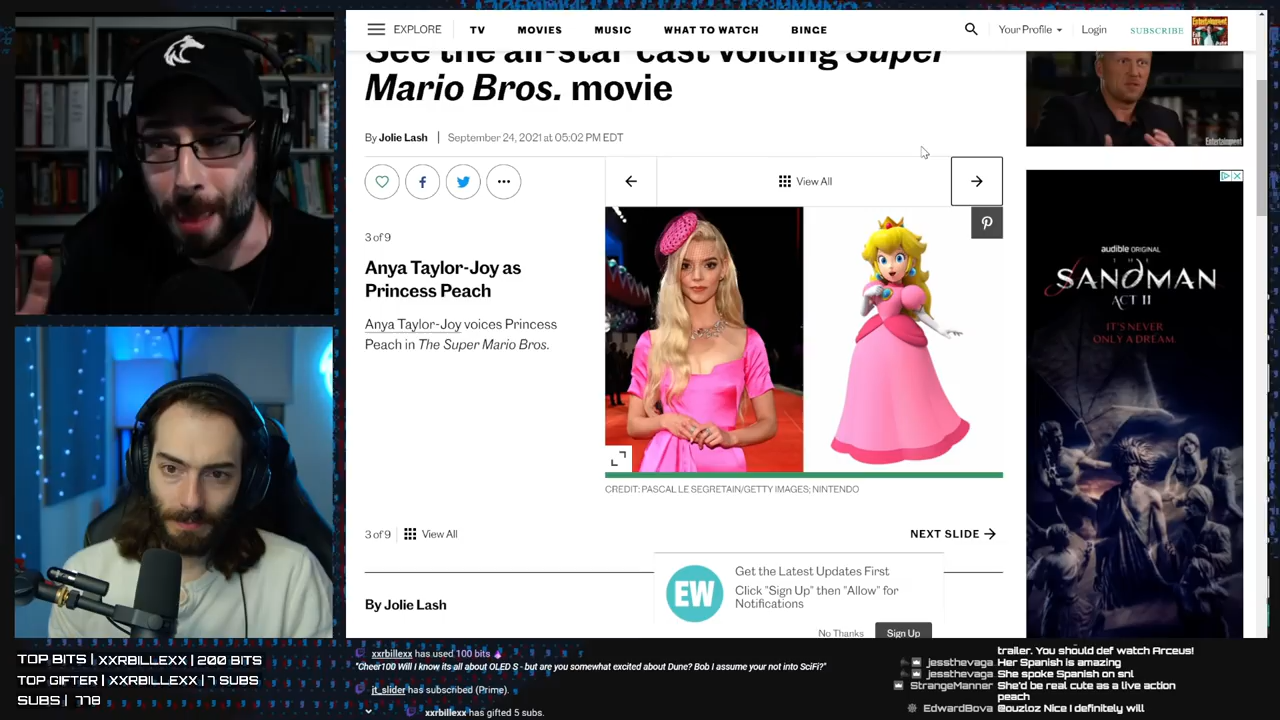 EXPLORE
TV
MOVIES
MUSIC
WHAT TO WATCH
BINGE
Your Profile
Login
SUBSCRIBE
See the all-star cast voicing Super
Mario Bros. movie
By Jolie Lash | September 24, 2021 at 05:02 PM EDT
View All
3 of 9
Anya Taylor-Joy as
Princess Peach
Anya Taylor-Joy voices Princess
Peach in The Super Mario Bros.
CREDIT: PASCAL LE SEGRETAIN/GETTY IMAGES; NINTENDO
3 of 9
View All
NEXT SLIDE
By Jolie Lash
EW
Get the Latest Updates First
Click "Sign Up" then "Allow" for
Notifications
No Thanks
Sign Up
Entertainment
audible ORIGINAL
THE
SANDMAN
ACT II
IT'S NEVER
ONLY A DREAM.
TOP BITS | XXRBILLEXX | 200 BITS
TOP GIFTER | XXRBILLEXX | 7 SUBS
SUBS | 778
xxrbillexx has used 100 bits
"Cheer100 Will I know its all about OLED S - but are you somewhat excited about Dune? Bob I assume your not into SciFi?"
jt_slider has subscribed (Prime).
xxrbillexx has gifted 5 subs.
trailer. You should def watch Arceus!
jessthevaga Her Spanish is amazing
jessthevaga She spoke Spanish on snl
StrangeManner She'd be real cute as a live action
peach
EdwardBova @ouzloz Nice I definitely will